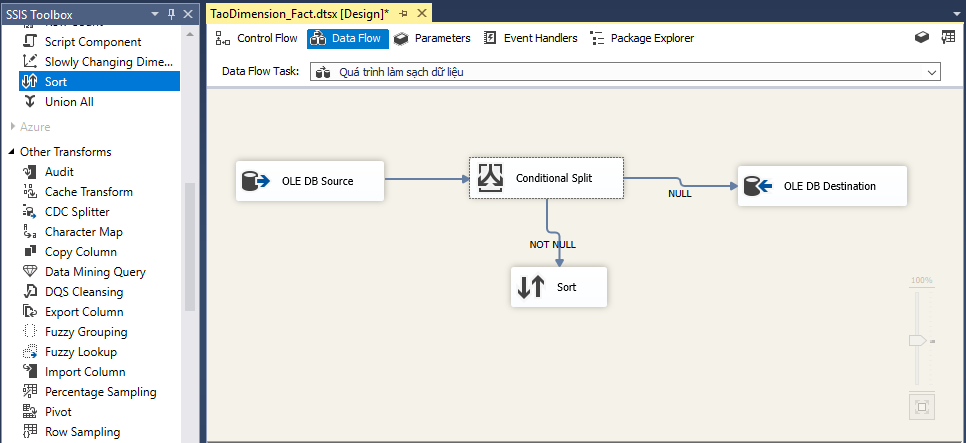 SSIS Toolbox
Script Component
Slowly Changing Dime...
Sort
Union All
Azure
Other Transforms
Audit
Cache Transform
CDC Splitter
Character Map
Copy Column
Data Mining Query
DQS Cleansing
Export Column
Fuzzy Grouping
Fuzzy Lookup
Import Column
Percentage Sampling
Pivot
Row Sampling
TaoDimension_Fact.dtsx [Design]*
Control Flow
Data Flow
Parameters
Event Handlers
Package Explorer
Data Flow Task: Quá trình làm sạch dữ liệu
OLE DB Source
Conditional Split
OLE DB Destination
NULL
NOT NULL
Sort
100%